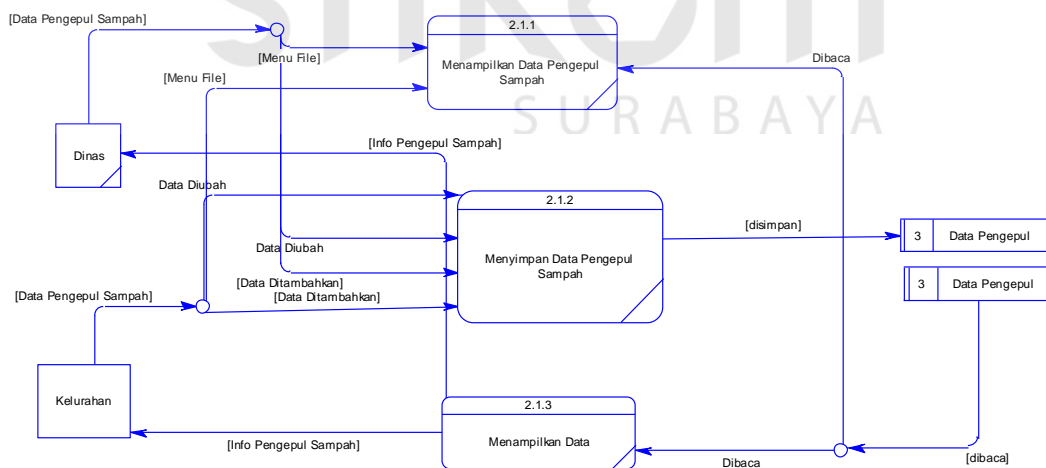 [Data Pengepul Sampah]
[Menu File]
2.1.1
Menampilkan Data Pengepul
Sampah
Dibaca
[Menu File]
SURABAYA
Dinas
[Info Pengepul Sampah]
Data Diubah
2.1.2
Menyimpan Data Pengepul
Sampah
[disimpan]
3 Data Pengepul
Data Diubah
[Data Ditambahkan]
3 Data Pengepul
[Data Pengepul Sampah]
[Data Ditambahkan]
Kelurahan
2.1.3
Menampilkan Data
[Info Pengepul Sampah]
Dibaca
[dibaca]